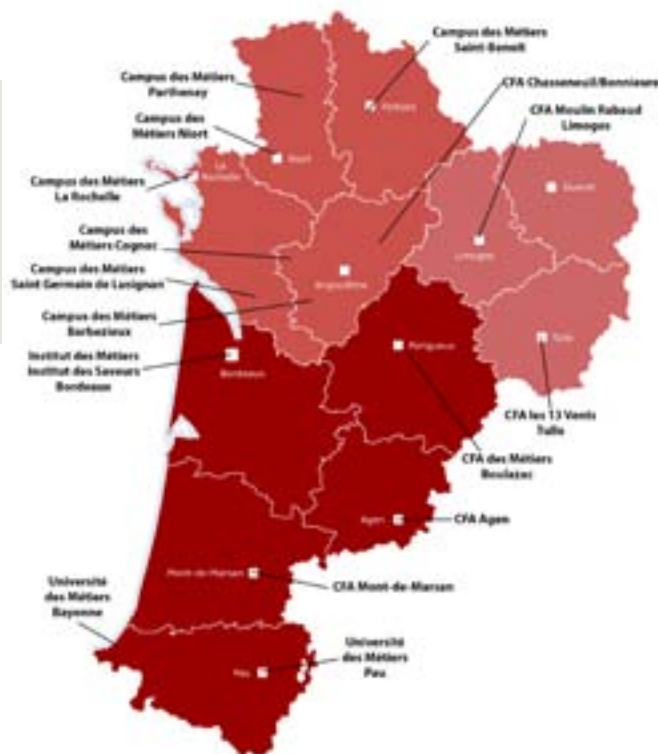 Campus des Métiers
Saint-Benoît
Campus des Métiers
Parthenay
CFA Chasseneuil/Bonnieure
Poitiers
CFA Moulin Rabaud
Limoges
Campus des
Métiers Niort
Niort
La
Rochelle
Campus des Métiers
La Rochelle
Guéret
Campus des
Métiers Cognac
Limoges
Campus des Métiers
Saint Germain de Lusignan
Angoulême
Campus des Métiers
Barbezieux
Institut des Métiers
Institut des Saveurs
Bordeaux
Bordeaux
Périgueux
Tulle
CFA les 13 Vents
Tulle
CFA des Métiers
Boulazac
Agen
CFA Agen
Mont-de-Marsan
CFA Mont-de-Marsan
Université
des Métiers
Bayonne
Université
des Métiers
Pau
Pau